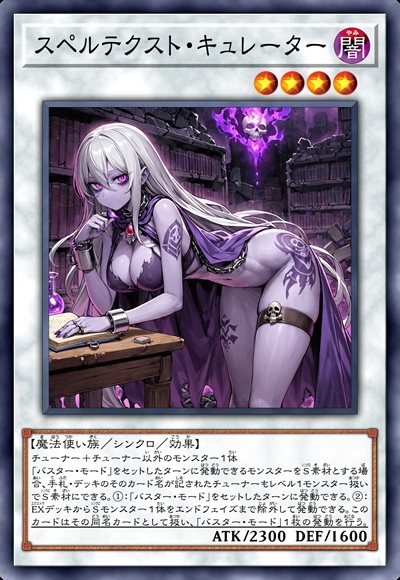 スペルテクスト・キュレーター
闇
【魔法使い族／シンクロ／効果】
チューナー＋チューナー以外のモンスター1体
「バスター・モード」をセットしたターンに発動できるモンスターをS素材とする場
合、手札・デッキのそのカード名が記されたチューナーもレベル1モンスター扱い
でS素材にできる。①：「バスター・モード」をセットしたターンに発動できる。②：
EXデッキからSモンスター1体をエンドフェイズまで除外して発動できる。この
カードはその同名カードとして扱い、「バスター・モード」1枚の発動を行う。
ATK/2300 DEF/1600